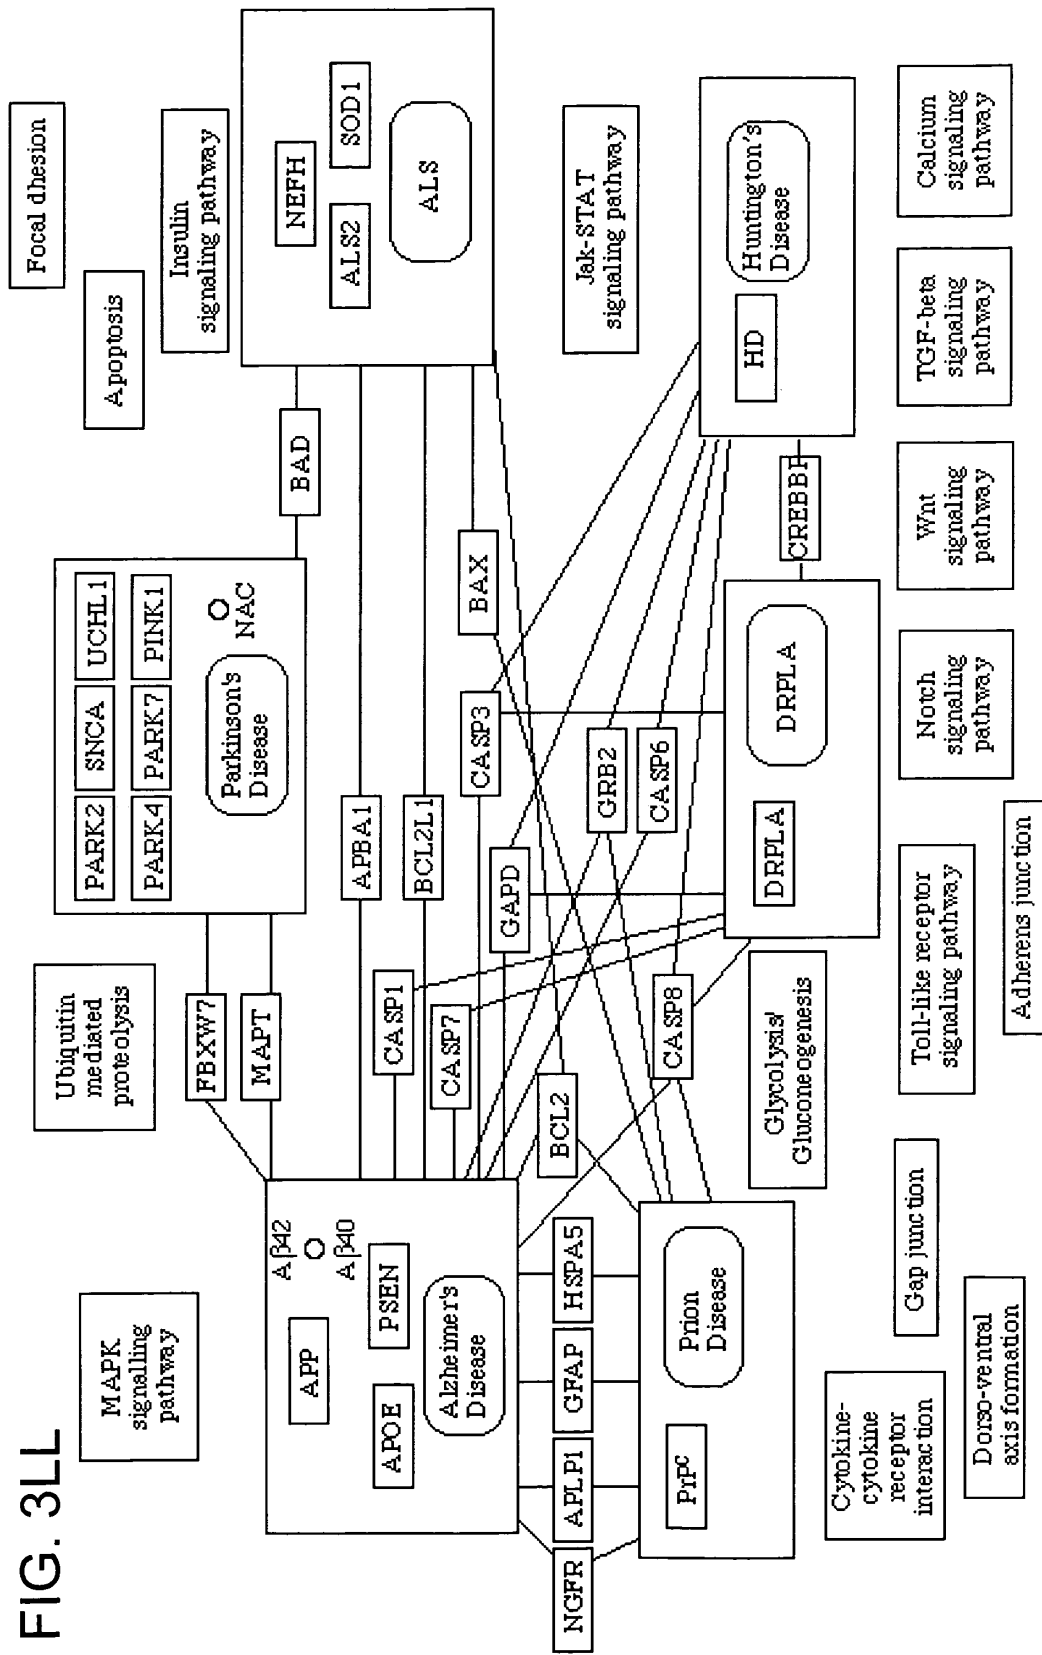 FIG. 3LL
MAPK
signalling
pathway
Ubiquitin
mediated
proteolysis
Apoptosis
Focal dhesion
Insulin
signaling pathway
PARK2
SNCA
UCHL1
PARK4
PARK7
PINK1
Parkinson's
Disease
NAC
FBXW7
MAPT
BAD
Aβ42
Aβ40
APP
APOE
PSEN
Alzheimer's
Disease
NEFH
ALS2
SOD1
ALS
APBA1
BCL2L1
CASP1
CASP7
CASP3
BAX
GAPD
NGFR
APLP1
GFAP
HSPA5
BCL2
GRB2
CASP6
CASP8
Jak-STAT
signaling pathway
PrPc
Prion
Disease
DRPLA
DRPLA
CREBBP
HD
Huntington's
Disease
Glycolysis/
Gluconeogenesis
Cytokine-
cytokine
receptor
interaction
Gap junction
Toll-like receptor
signaling pathway
Notch
signaling
pathway
Wnt
signaling
pathway
TGF-beta
signaling
pathway
Calcium
signaling
pathway
Dorso-ventral
axis formation
Adherens junction